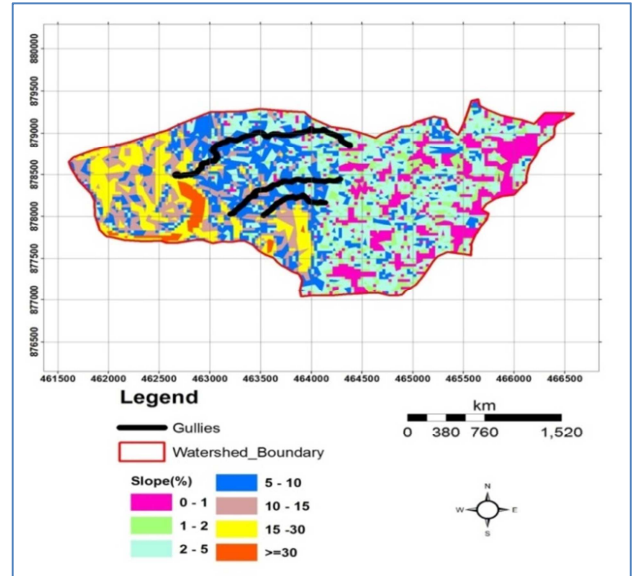 880000
879500
879000
878500
878000
877500
877000
876500
461500 462000 462500 463000 463500 464000 464500 465000 465500 466000 466500
Legend
Gullies
Watershed_Boundary
Slope(%)
0 - 1
1 - 2
2 - 5
5 - 10
10 - 15
15 -30
>=30
km
0 380 760 1,520
N
W E
S